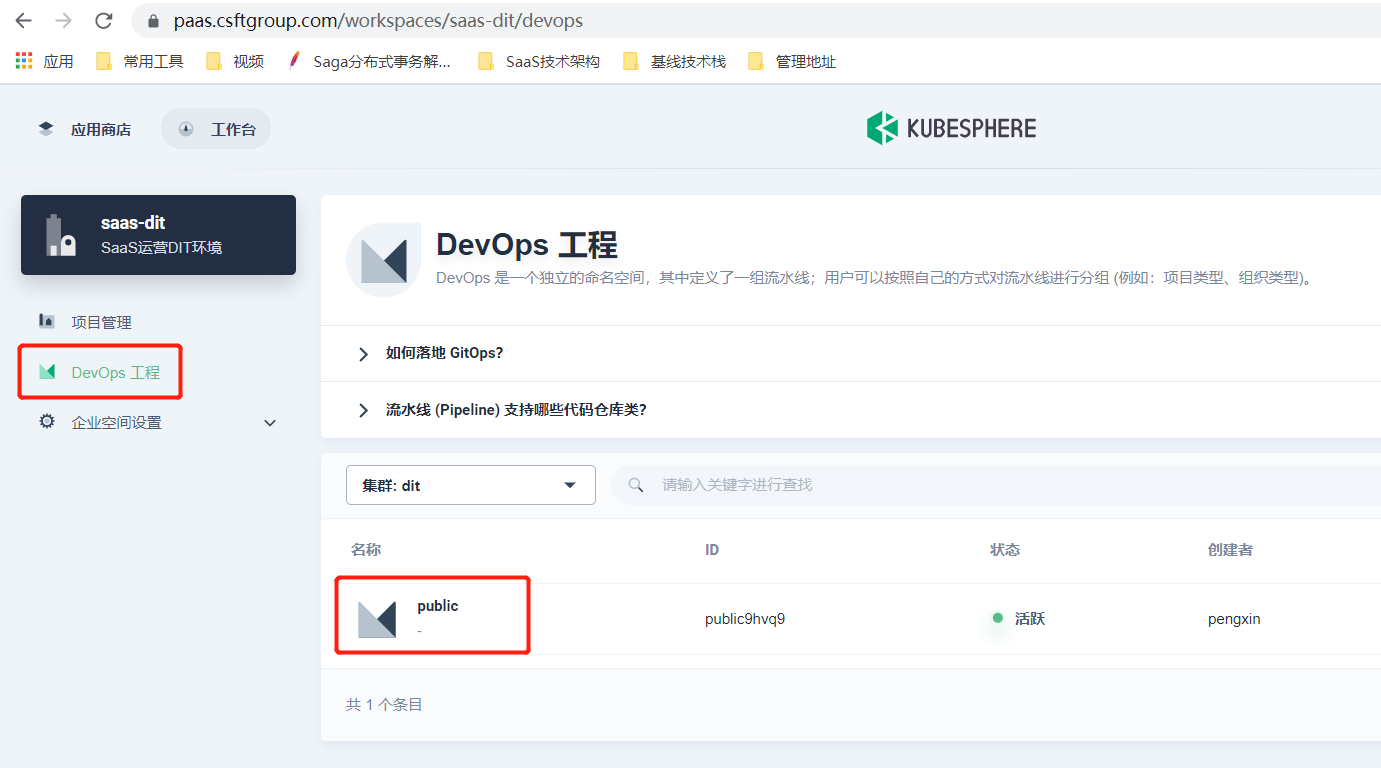 paas.csftgroup.com/workspaces/saas-dit/devops
应用 常用工具 视频 Saga分布式事务解... SaaS技术架构 基线技术栈 管理地址
应用商店 工作台 KUBESPHERE
saas-dit
SaaS运营DIT环境
项目管理
DevOps 工程
企业空间设置
DevOps 工程
DevOps 是一个独立的命名空间，其中定义了一组流水线；用户可以按照自己的方式对流水线进行分组 (例如：项目类型、组织类型)。
如何落地 GitOps?
流水线 (Pipeline) 支持哪些代码仓库类?
集群: dit 请输入关键字进行查找
名称 ID 状态 创建者
public public9hvq9 活跃 pengxin
-
共 1 个条目